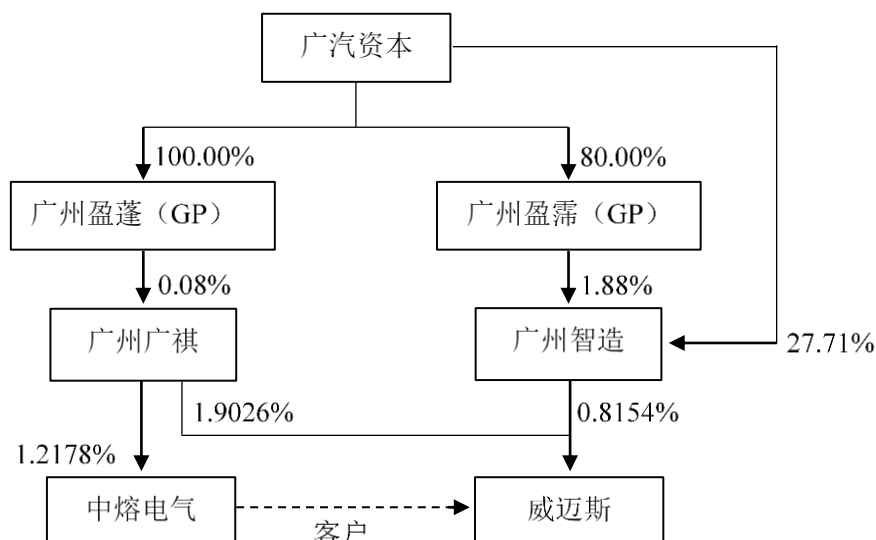 广汽资本
100.00%
80.00%
广州盈蓬（GP）
广州盈霈（GP）
0.08%
1.88%
广州广祺
广州智造
27.71%
1.9026%
0.8154%
1.2178%
中熔电气
威迈斯
客户